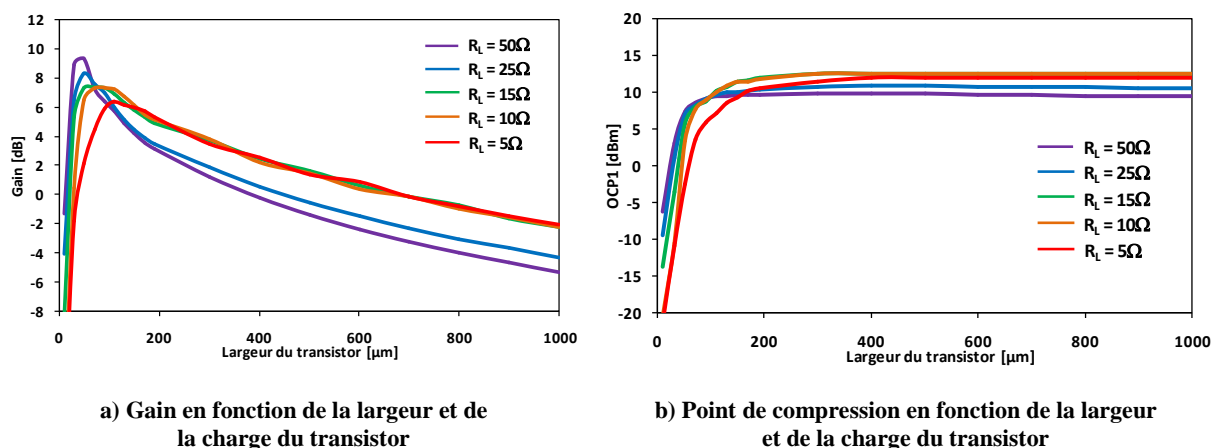 12
10
8
6
4
2
0
-2
-4
-6
-8
Gain [dB]
R_L = 50Ω
R_L = 25Ω
R_L = 15Ω
R_L = 10Ω
R_L = 5Ω
0 200 400 600 800 1000
Largeur du transistor [µm]
a) Gain en fonction de la largeur et de
la charge du transistor
20
15
10
5
0
-5
-10
-15
-20
OCP1 [dBm]
R_L = 50Ω
R_L = 25Ω
R_L = 15Ω
R_L = 10Ω
R_L = 5Ω
0 200 400 600 800 1000
Largeur du transistor [µm]
b) Point de compression en fonction de la largeur
et de la charge du transistor